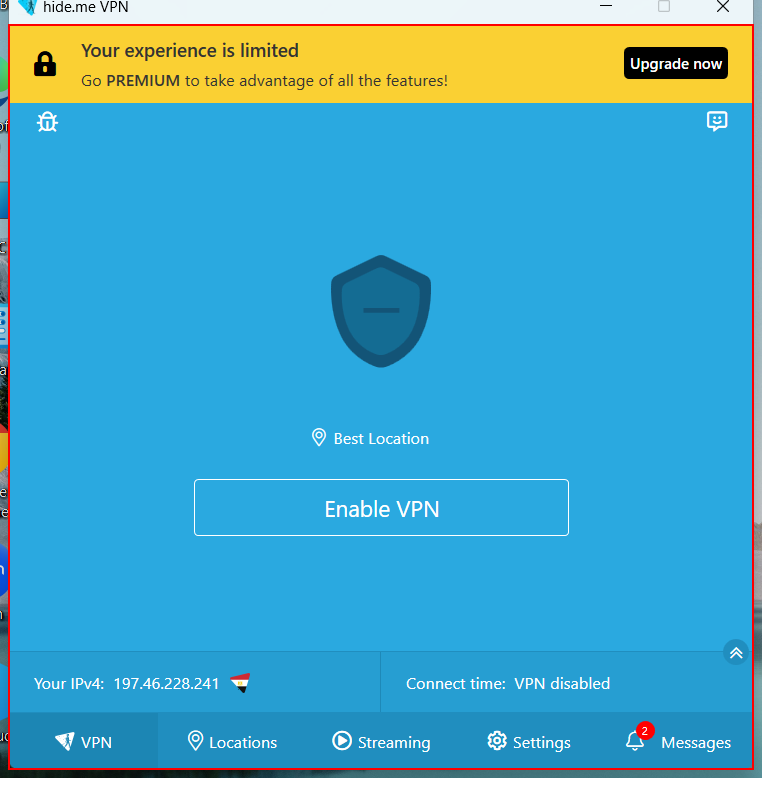 hide.me VPN
Your experience is limited
Go PREMIUM to take advantage of all the features!
Upgrade now
Best Location
Enable VPN
Your IPv4: 197.46.228.241
Connect time: VPN disabled
VPN
Locations
Streaming
Settings
2
Messages